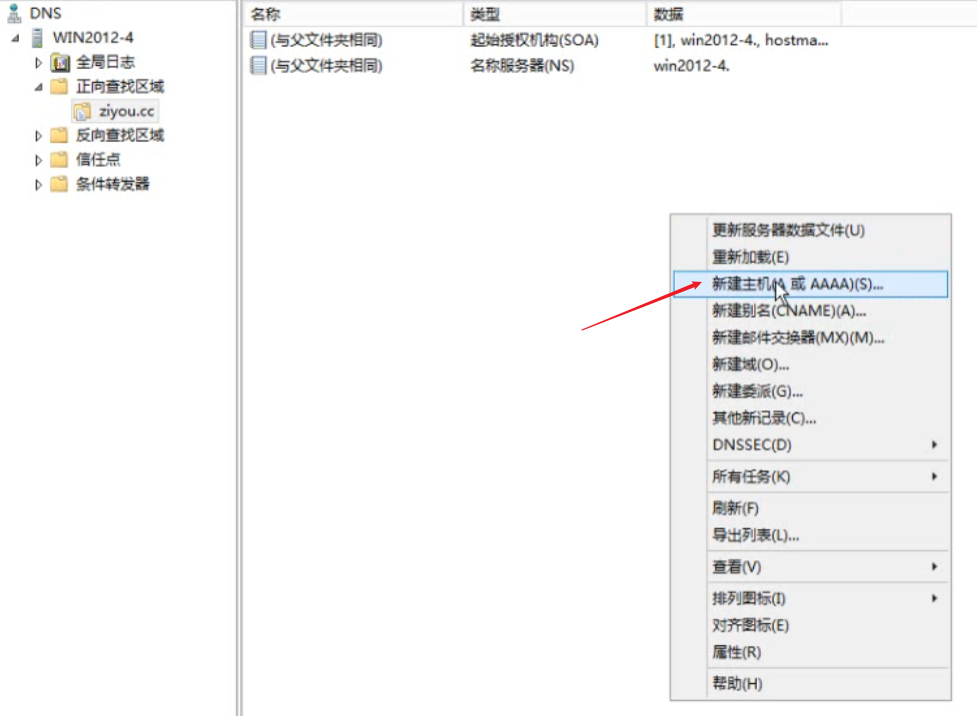 DNS
WIN2012-4
全局日志
正向查找区域
ziyou.cc
反向查找区域
信任点
条件转发器
名称 类型 数据
(与父文件夹相同) 起始授权机构(SOA) [1], win2012-4., hostma...
(与父文件夹相同) 名称服务器(NS) win2012-4.
更新服务器数据文件(U)
重新加载(E)
新建主机(A 或 AAAA)(S)...
新建别名(CNAME)(A)...
新建邮件交换器(MX)(M)...
新建域(O)...
新建委派(G)...
其他新记录(C)...
DNSSEC(D)
所有任务(K)
刷新(F)
导出列表(L)...
查看(V)
排列图标(I)
对齐图标(E)
属性(R)
帮助(H)